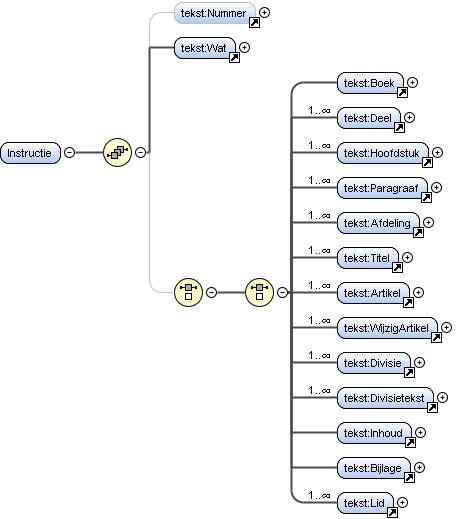 tekst:Nummer
tekst:Wat
Instructie
tekst:Boek
1..∞
tekst:Deel
1..∞
tekst:Hoofdstuk
1..∞
tekst:Paragraaf
1..∞
tekst:Afdeling
1..∞
tekst:Titel
1..∞
tekst:Artikel
1..∞
tekst:WijzigArtikel
1..∞
tekst:Divisie
1..∞
tekst:Divisietekst
tekst:Inhoud
tekst:Bijlage
1..∞
tekst:Lid